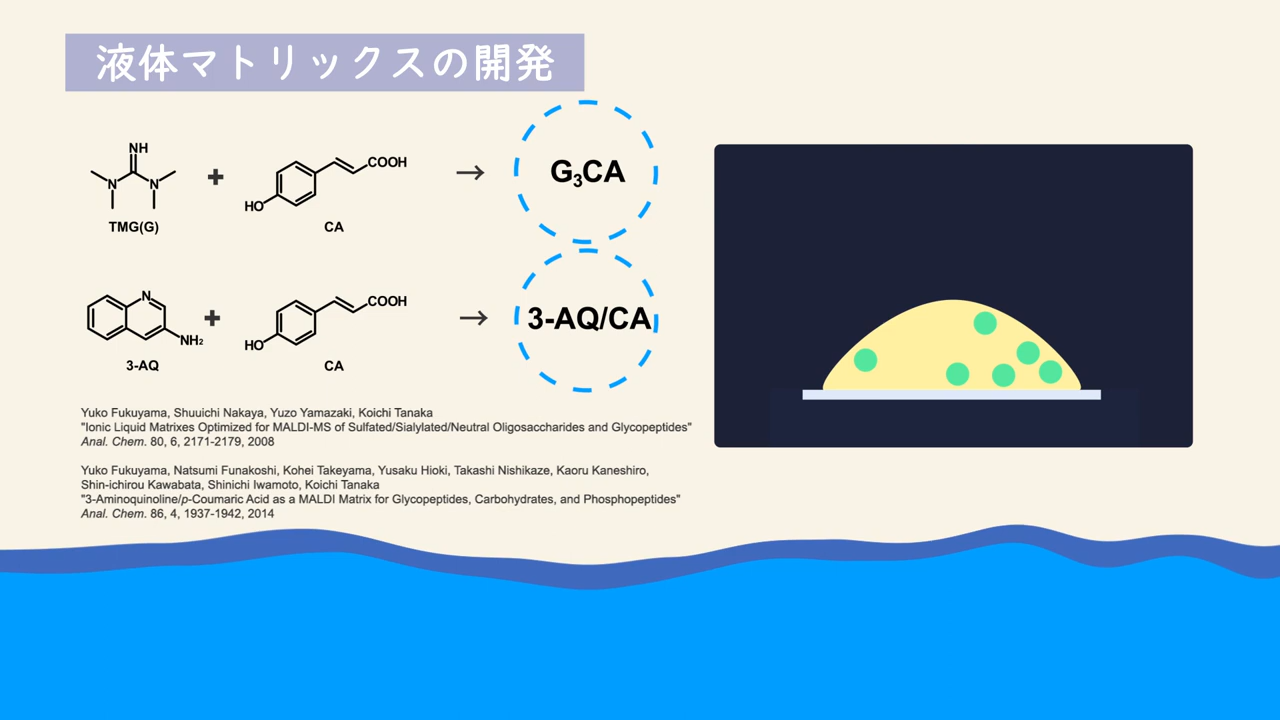 液体マトリックスの開発
NH
N
N
TMG(G)
+
COOH
HO
CA
→
G₃CA
N
NH₂
3-AQ
+
COOH
HO
CA
→
3-AQ/CA
Yuko Fukuyama, Shuuichi Nakaya, Yuzo Yamazaki, Koichi Tanaka
"Ionic Liquid Matrixes Optimized for MALDI-MS of Sulfated/Sialylated/Neutral Oligosaccharides and Glycopeptides"
Anal. Chem. 80, 6, 2171-2179, 2008
Yuko Fukuyama, Natsumi Funakoshi, Kohei Takeyama, Yusaku Hioki, Takashi Nishikaze, Kaoru Kaneshiro,
Shin-ichirou Kawabata, Shinichi Iwamoto, Koichi Tanaka
"3-Aminoquinoline/p-Coumaric Acid as a MALDI Matrix for Glycopeptides, Carbohydrates, and Phosphopeptides"
Anal. Chem. 86, 4, 1937-1942, 2014